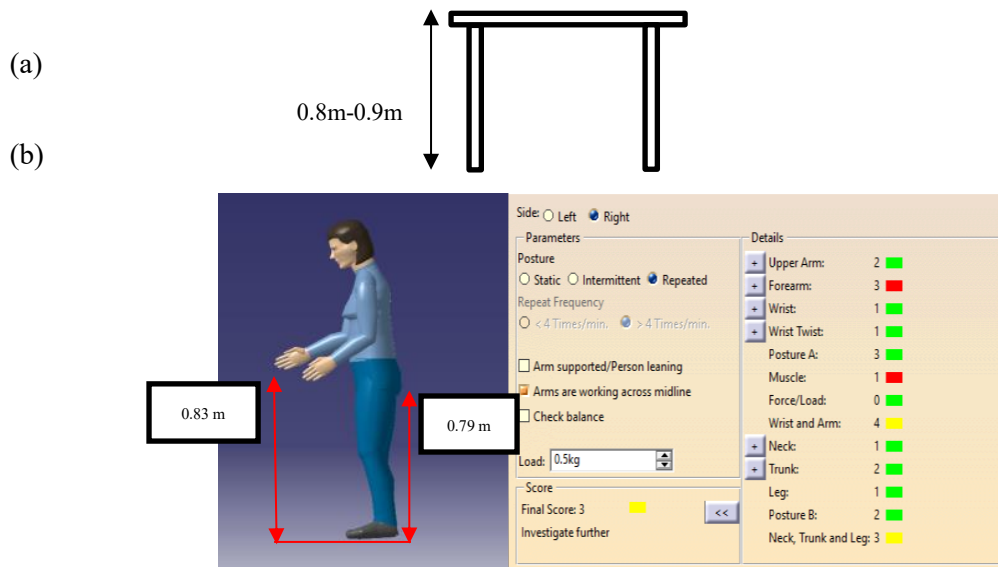 (a)
0.8m-0.9m
(b)
0.83 m
0.79 m
Side: Left Right
Parameters
Posture
Static Intermittent Repeated
Repeat Frequency
< 4 Times/min. > 4 Times/min.
Arm supported/Person leaning
Arms are working across midline
Check balance
Load: 0.5kg
Score
Final Score: 3
<<
Investigate further
Details
+ Upper Arm: 2
+ Forearm: 3
+ Wrist: 1
+ Wrist Twist: 1
Posture A: 3
Muscle: 1
Force/Load: 0
Wrist and Arm: 4
+ Neck: 1
+ Trunk: 2
Leg: 1
Posture B: 2
Neck, Trunk and Leg: 3